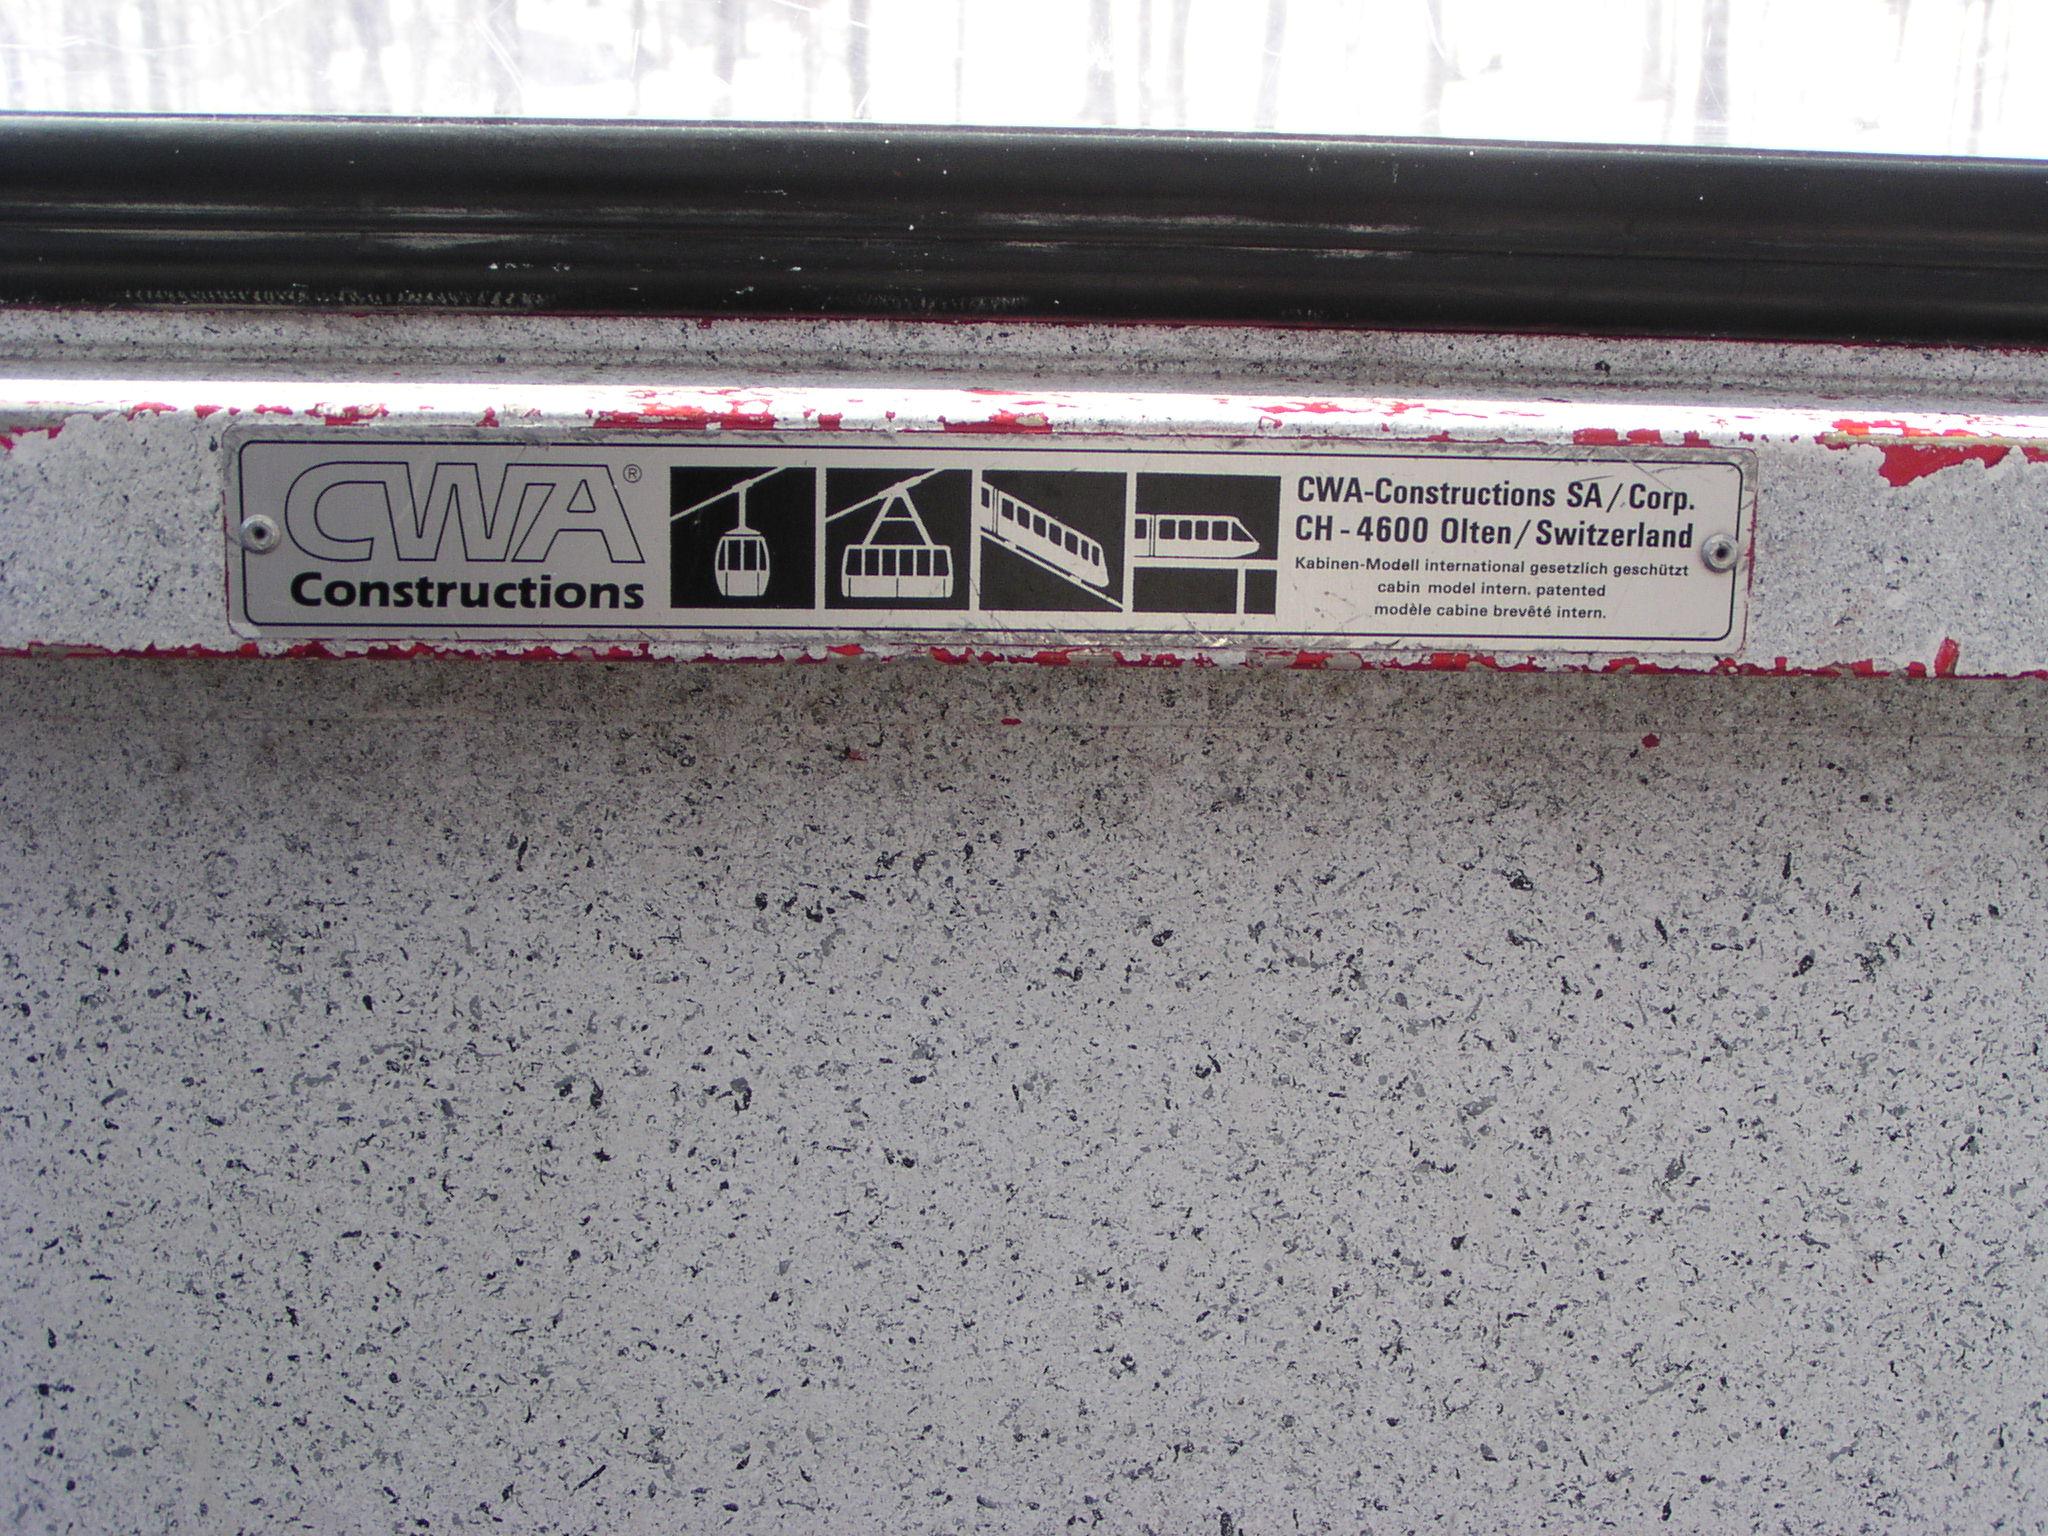 CWA®
Constructions
CWA-Constructions SA/Corp.
CH-4600 Olten/Switzerland
Kabinen-Modell international gesetzlich geschützt
cabin model intern. patented
modèle cabine brevêté intern.